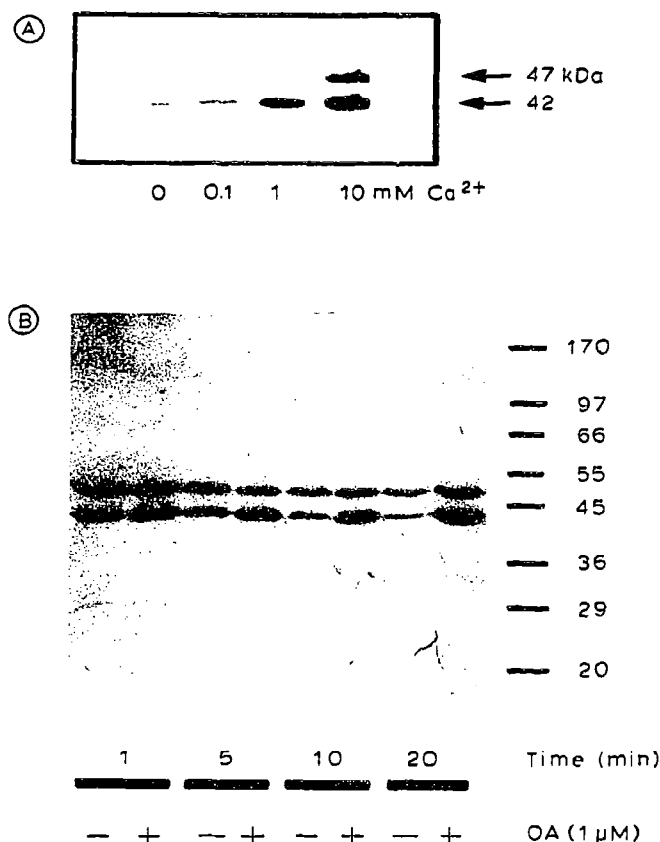 A
47 kDa
42
0 0.1 1 10 mM Ca2+
B
170
97
66
55
45
36
29
20
1 5 10 20 Time (min)
− + − + − + − + OA (1 µM)